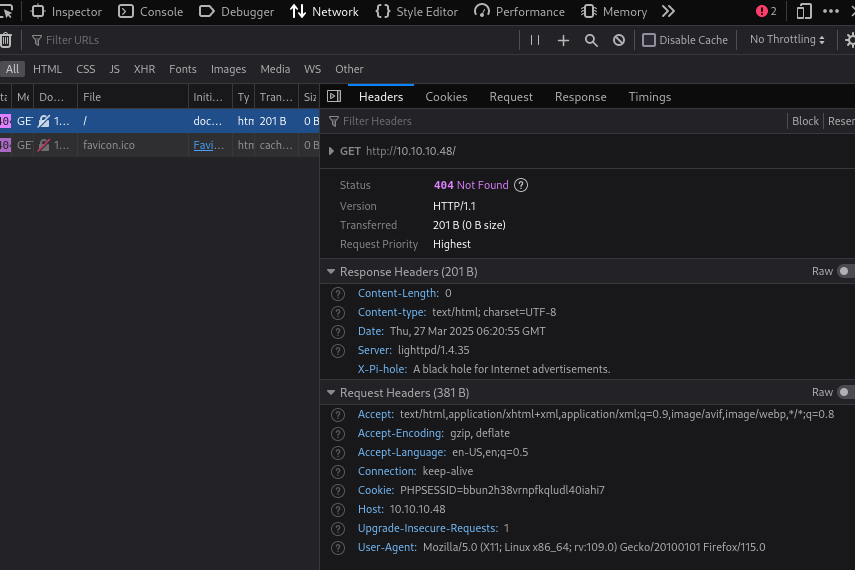 Inspector Console Debugger Network Style Editor Performance Memory 2
Filter URLs Disable Cache No Throttling
All HTML CSS JS XHR Fonts Images Media WS Other
Me Do... File Initi... Ty Tran... Siz
Headers Cookies Request Response Timings
404 GET 1... / doc... htm 201 B 0 B
Filter Headers Block
404 GET 1... favicon.ico Favi... htm cach... 0 B
GET http://10.10.10.48/
Status 404 Not Found ?
Version HTTP/1.1
Transferred 201 B (0 B size)
Request Priority Highest
Response Headers (201 B) Raw
? Content-Length: 0
? Content-type: text/html; charset=UTF-8
? Date: Thu, 27 Mar 2025 06:20:55 GMT
? Server: lighttpd/1.4.35
X-Pi-hole: A black hole for Internet advertisements.
Request Headers (381 B) Raw
? Accept: text/html,application/xhtml+xml,application/xml;q=0.9,image/avif,image/webp,*/*;q=0.8
? Accept-Encoding: gzip, deflate
? Accept-Language: en-US,en;q=0.5
? Connection: keep-alive
? Cookie: PHPSESSID=bbun2h38vrnpfkqludl40iahi7
? Host: 10.10.10.48
? Upgrade-Insecure-Requests: 1
? User-Agent: Mozilla/5.0 (X11; Linux x86_64; rv:109.0) Gecko/20100101 Firefox/115.0